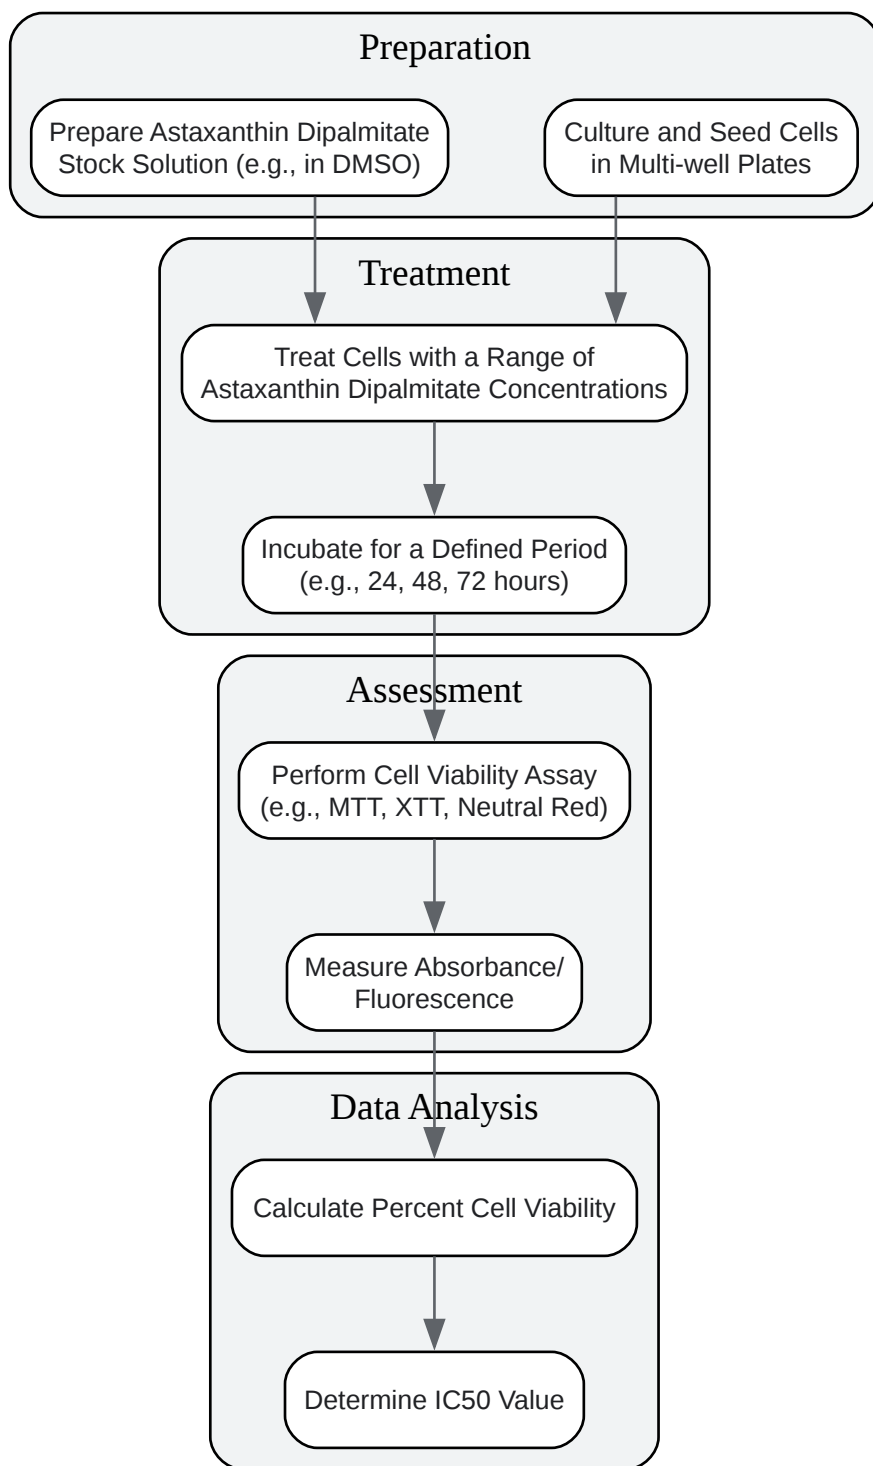 Preparation
Prepare Astaxanthin Dipalmitate
Stock Solution (e.g., in DMSO)
Culture and Seed Cells
in Multi-well Plates
Treatment
Treat Cells with a Range of
Astaxanthin Dipalmitate Concentrations
Incubate for a Defined Period
(e.g., 24, 48, 72 hours)
Assessment
Perform Cell Viability Assay
(e.g., MTT, XTT, Neutral Red)
Measure Absorbance/
Fluorescence
Data Analysis
Calculate Percent Cell Viability
Determine IC50 Value